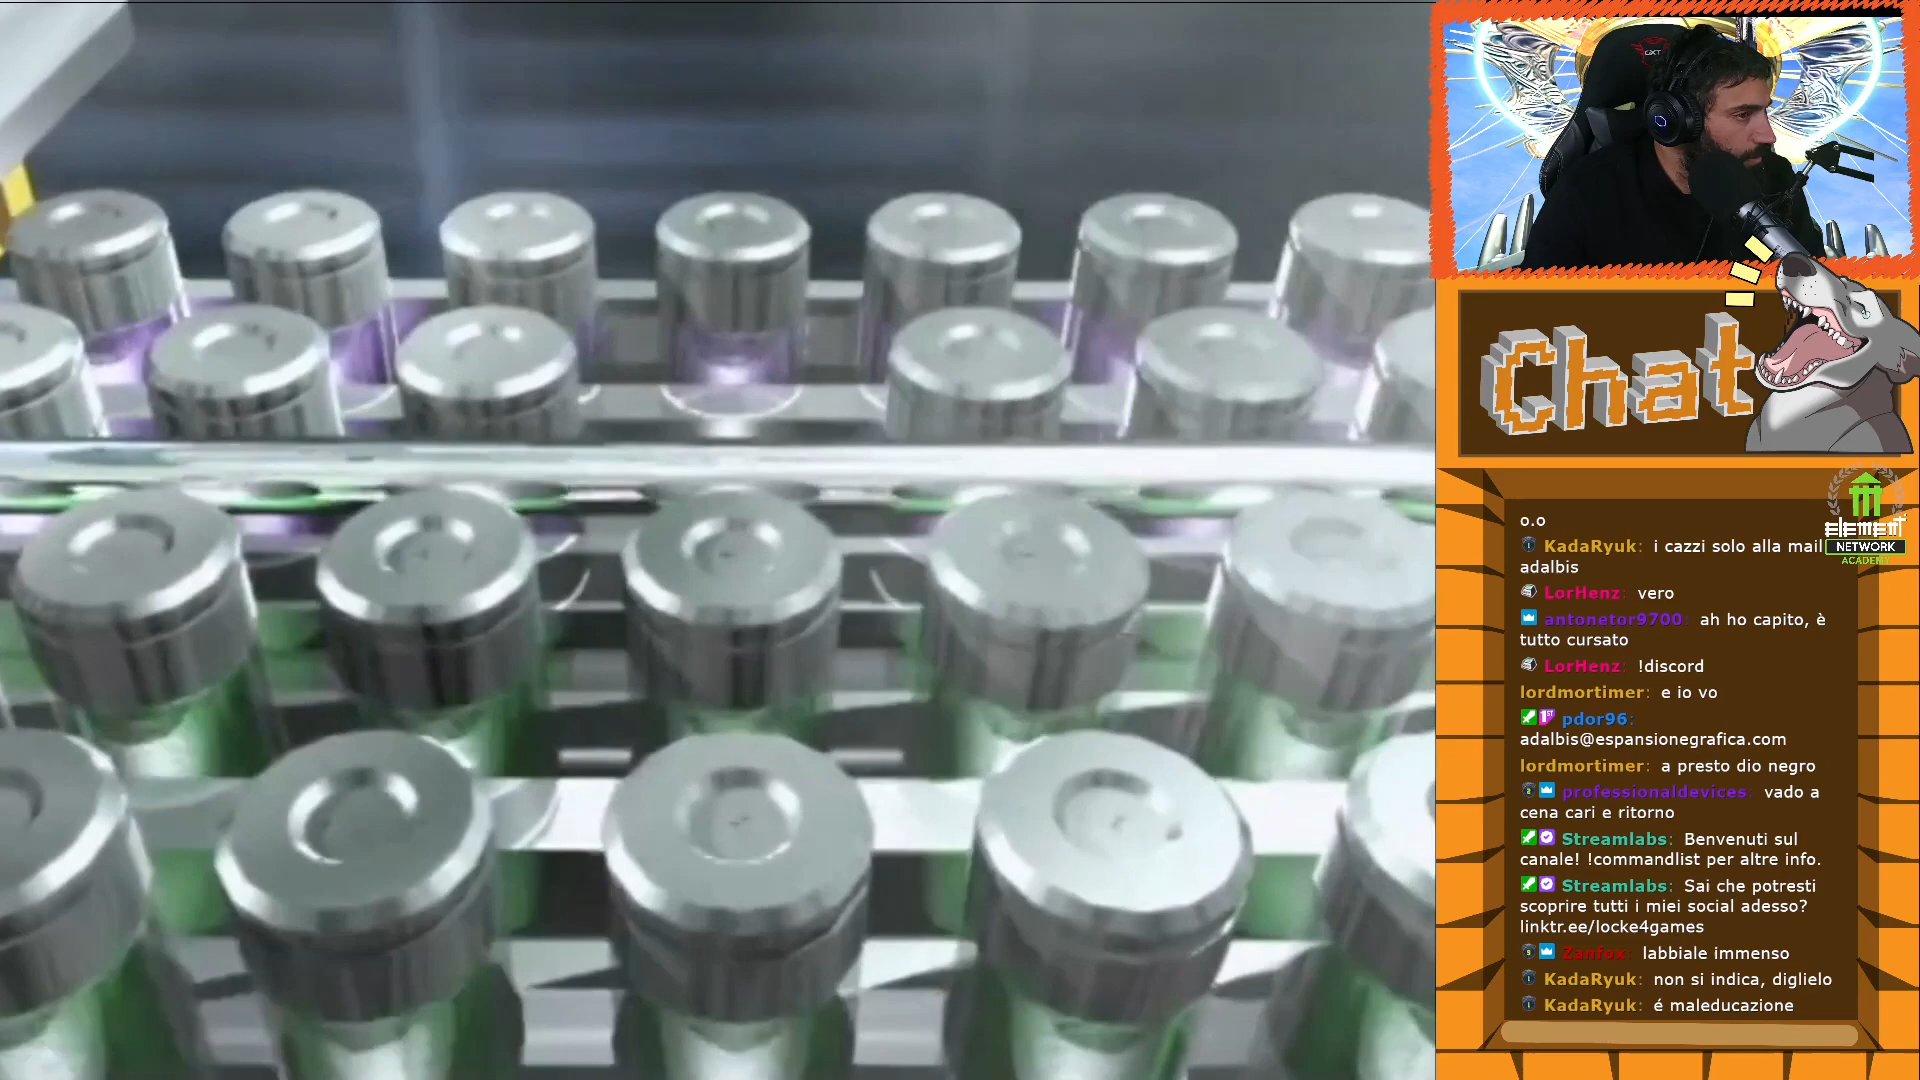 Chat
element
NETWORK
ACADEMY
o.o
KadaRyuk: i cazzi solo alla mail
adalbis
LorHenz: vero
antonetor9700: ah ho capito, è
tutto cursato
LorHenz: !discord
lordmortimer: e io vo
pdor96:
adalbis@espansionegrafica.com
lordmortimer: a presto dio negro
professionaldevices: vado a
cena cari e ritorno
Streamlabs: Benvenuti sul
canale! !commandlist per altre info.
Streamlabs: Sai che potresti
scoprire tutti i miei social adesso?
linktr.ee/locke4games
Zanfox: labbiale immenso
KadaRyuk: non si indica, diglielo
KadaRyuk: é maleducazione